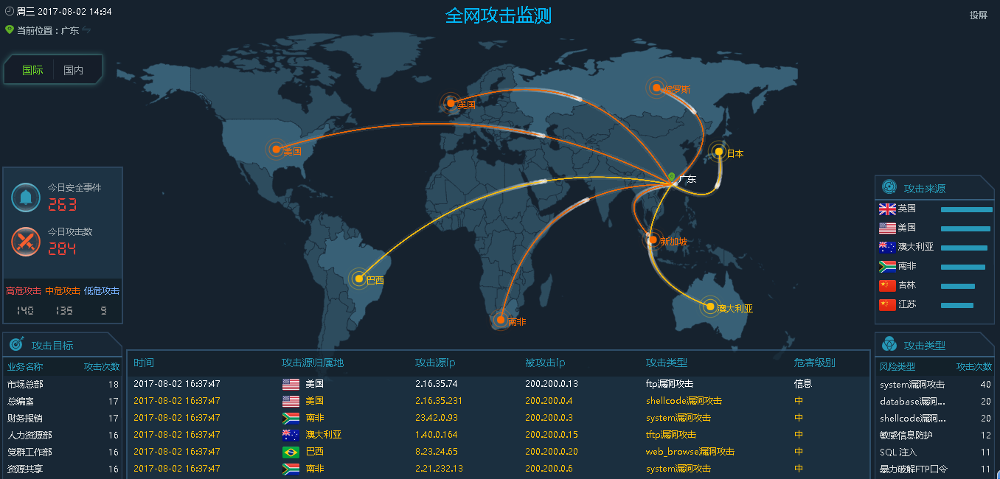 周三 2017-08-02 14:34
全网攻击监测
投屏
当前位置：广东
国际 国内
俄罗斯
英国
美国
日本
广东
新加坡
巴西
澳大利亚
南非
今日安全事件
263
今日攻击数
284
高危攻击 中危攻击 低危攻击
140 135 9
攻击目标
业务名称 攻击次数
市场总部 18
总编室 17
财务报销 17
人力资源部 16
党群工作部 16
资源共享 16
时间 攻击源归属地 攻击源ip 被攻击ip 攻击类型 危害级别
2017-08-02 16:37:47 美国 2.16.35.74 200.200.0.13 ftp漏洞攻击 信息
2017-08-02 16:37:47 美国 2.16.35.231 200.200.0.4 shellcode漏洞攻击 中
2017-08-02 16:37:47 南非 23.42.0.93 200.200.0.3 system漏洞攻击 中
2017-08-02 16:37:47 澳大利亚 1.40.0.164 200.200.0.15 tftp漏洞攻击 中
2017-08-02 16:37:47 巴西 8.23.24.65 200.200.0.20 web_browse漏洞攻击 中
2017-08-02 16:37:47 南非 2.21.232.13 200.200.0.6 system漏洞攻击 中
攻击来源
英国
美国
澳大利亚
南非
吉林
江苏
攻击类型
风险类型 攻击次数
system漏洞攻击 40
database漏洞... 20
shellcode漏洞... 20
敏感信息防护 12
SQL 注入 11
暴力破解FTP口令 11